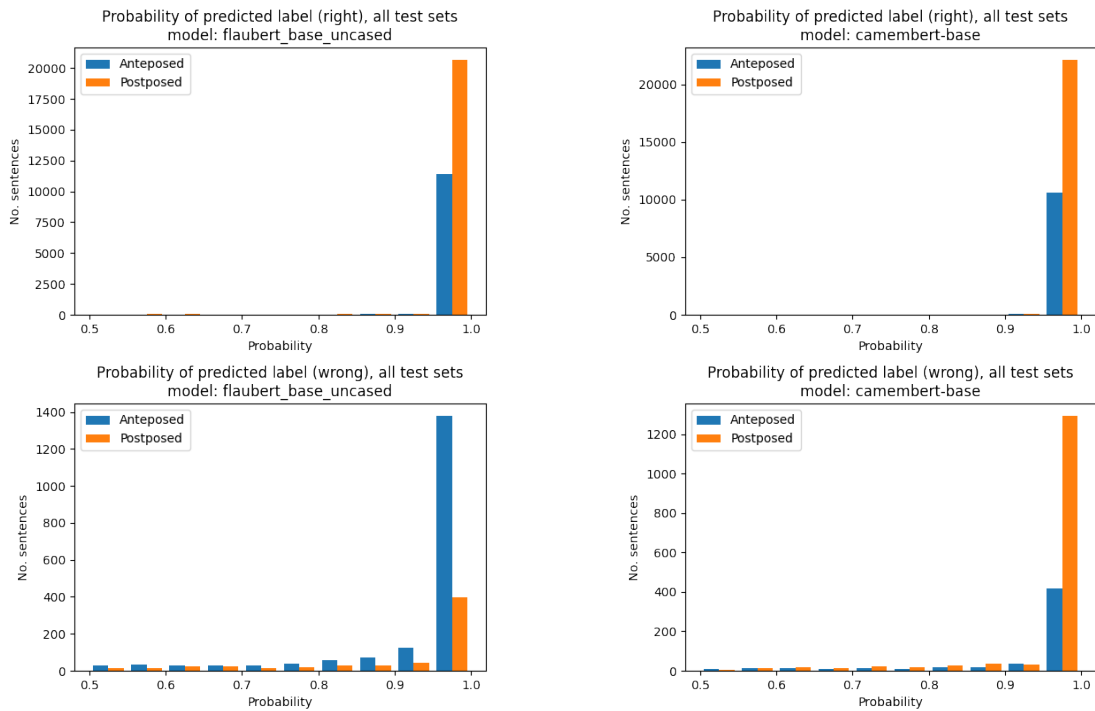 Probability of predicted label (right), all test sets
model: flaubert_base_uncased
Anteposed
Postposed
20000
17500
15000
12500
10000
7500
5000
2500
0
No. sentences
0.5 0.6 0.7 0.8 0.9 1.0
Probability
Probability of predicted label (right), all test sets
model: camembert-base
Anteposed
Postposed
20000
15000
10000
5000
0
No. sentences
0.5 0.6 0.7 0.8 0.9 1.0
Probability
Probability of predicted label (wrong), all test sets
model: flaubert_base_uncased
Anteposed
Postposed
1400
1200
1000
800
600
400
200
0
No. sentences
0.5 0.6 0.7 0.8 0.9 1.0
Probability
Probability of predicted label (wrong), all test sets
model: camembert-base
Anteposed
Postposed
1200
1000
800
600
400
200
0
No. sentences
0.5 0.6 0.7 0.8 0.9 1.0
Probability